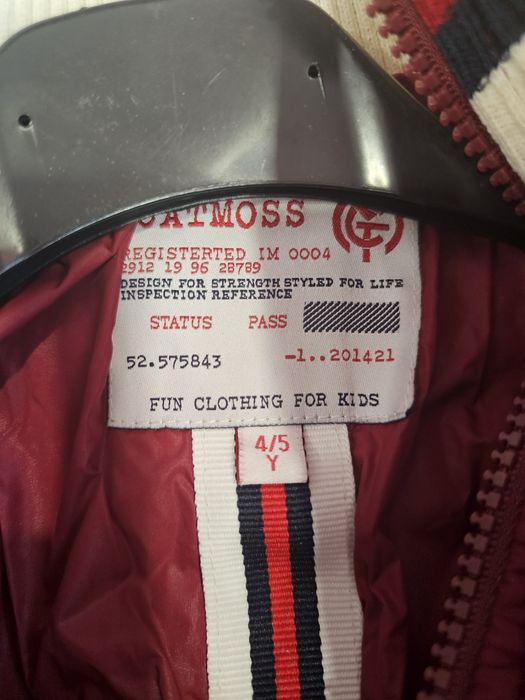 CATMOSS
REGISTERTED IM 0004
2912 19 96 28789
DESIGN FOR STRENGTH STYLED FOR LIFE
INSPECTION REFERENCE
STATUS PASS
52.575843 -1..201421
FUN CLOTHING FOR KIDS
4/5
Y